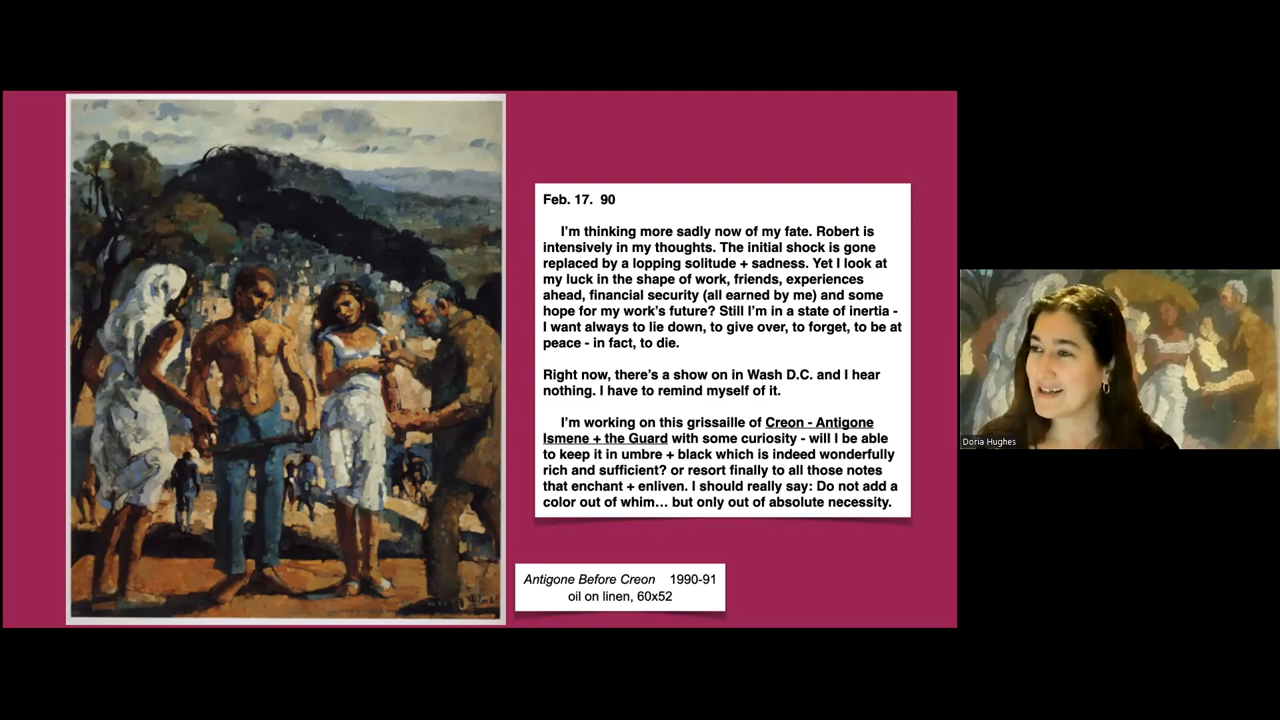 Feb. 17. 90
I'm thinking more sadly now of my fate. Robert is
intensively in my thoughts. The initial shock is gone
replaced by a lopping solitude + sadness. Yet I look at
my luck in the shape of work, friends, experiences
ahead, financial security (all earned by me) and some
hope for my work's future? Still I'm in a state of inertia -
I want always to lie down, to give over, to forget, to be at
peace - in fact, to die.
Right now, there's a show on in Wash D.C. and I hear
nothing. I have to remind myself of it.
I'm working on this grissaille of Creon - Antigone
Ismene + the Guard with some curiosity - will I be able
to keep it in umbre + black which is indeed wonderfully
rich and sufficient? or resort finally to all those notes
that enchant + enliven. I should really say: Do not add a
color out of whim... but only out of absolute necessity.
Antigone Before Creon 1990-91
oil on linen, 60x52
Doria Hughes